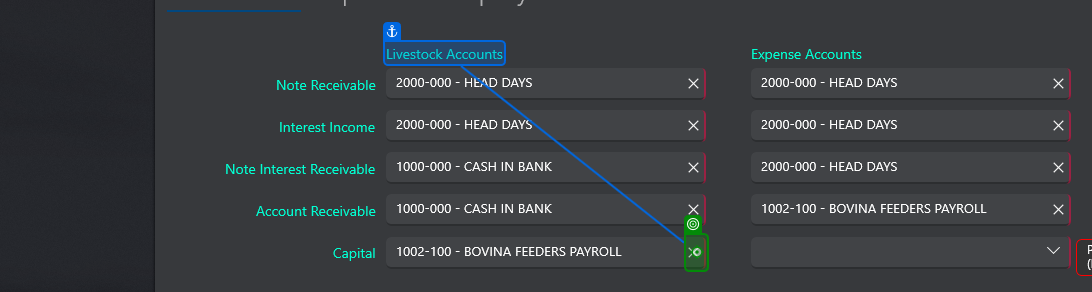 Livestock Accounts Expense Accounts
Note Receivable 2000-000 - HEAD DAYS 2000-000 - HEAD DAYS
Interest Income 2000-000 - HEAD DAYS 2000-000 - HEAD DAYS
Note Interest Receivable 1000-000 - CASH IN BANK 2000-000 - HEAD DAYS
Account Receivable 1000-000 - CASH IN BANK 1002-100 - BOVINA FEEDERS PAYROLL
Capital 1002-100 - BOVINA FEEDERS PAYROLL